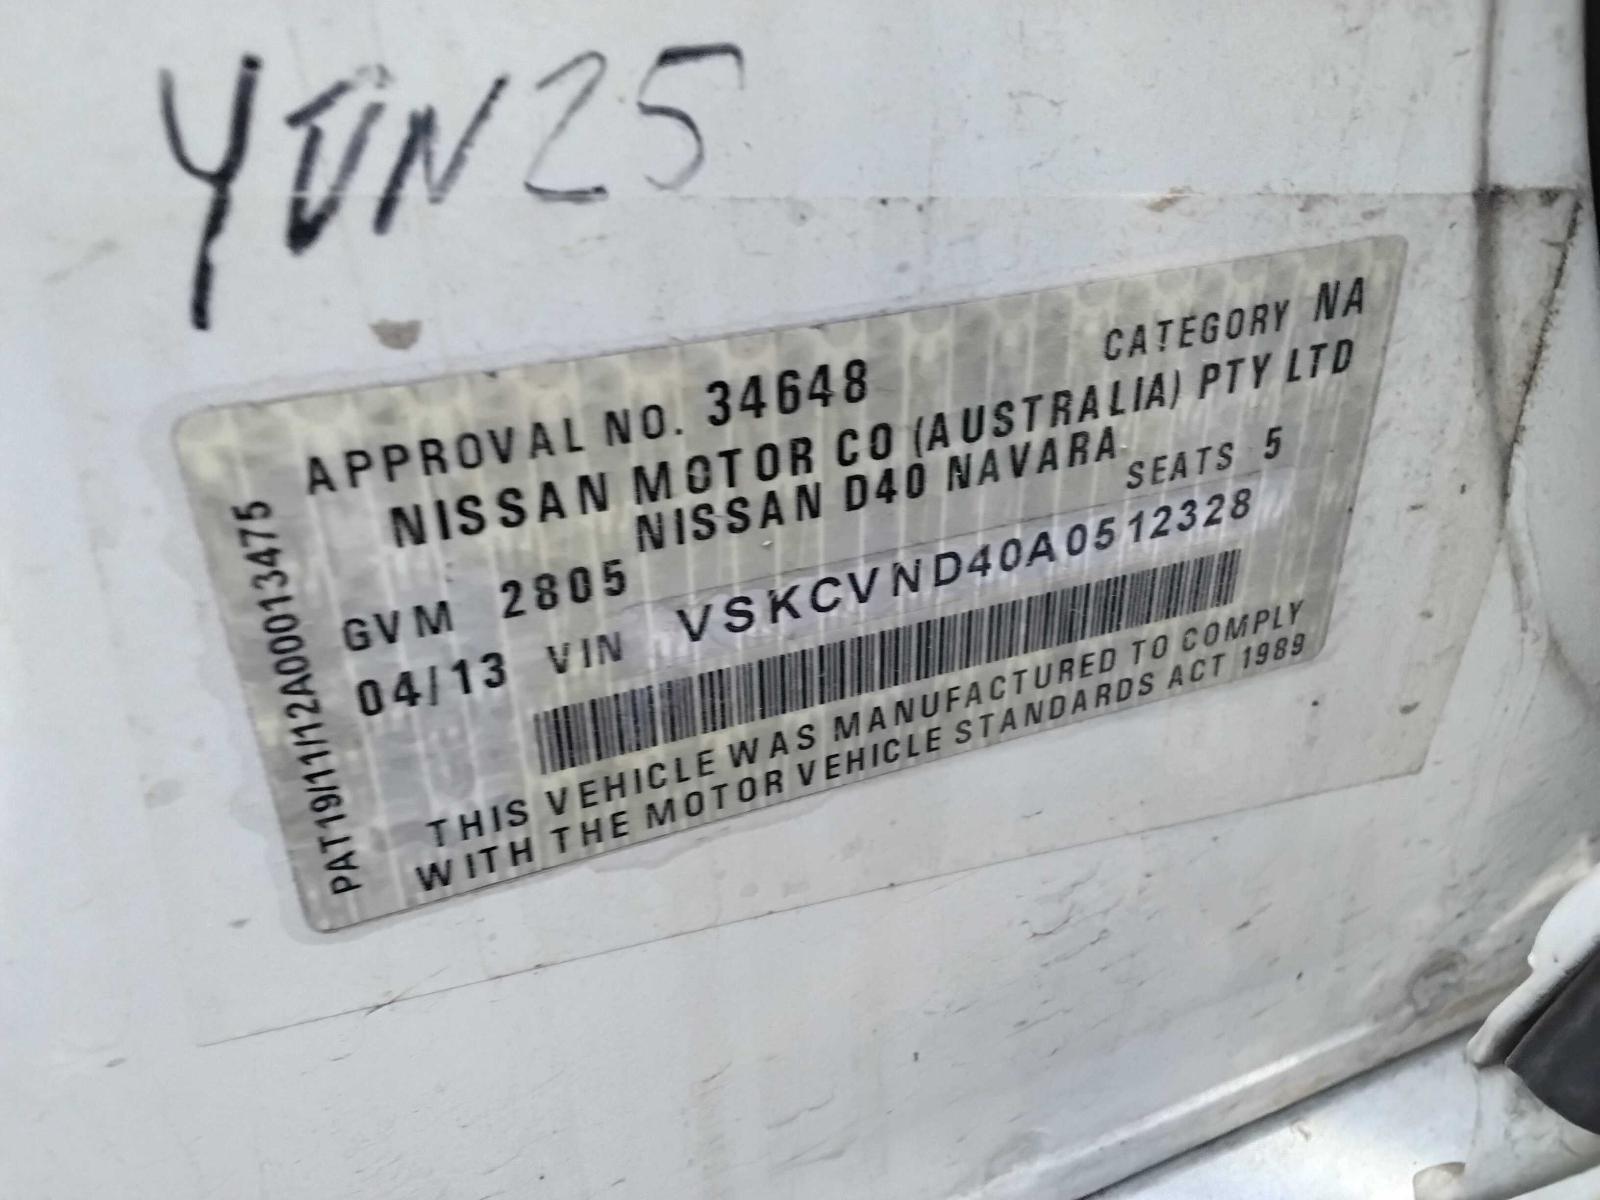 YUN25
APPROVAL NO. 34648 CATEGORY NA
NISSAN MOTOR CO (AUSTRALIA) PTY LTD
NISSAN D40 NAVARA
GVM 2805 SEATS 5
04/13 VIN VSKCVND40A0512328
THIS VEHICLE WAS MANUFACTURED TO COMPLY
WITH THE MOTOR VEHICLE STANDARDS ACT 1989
PAT19/11/12A00013475